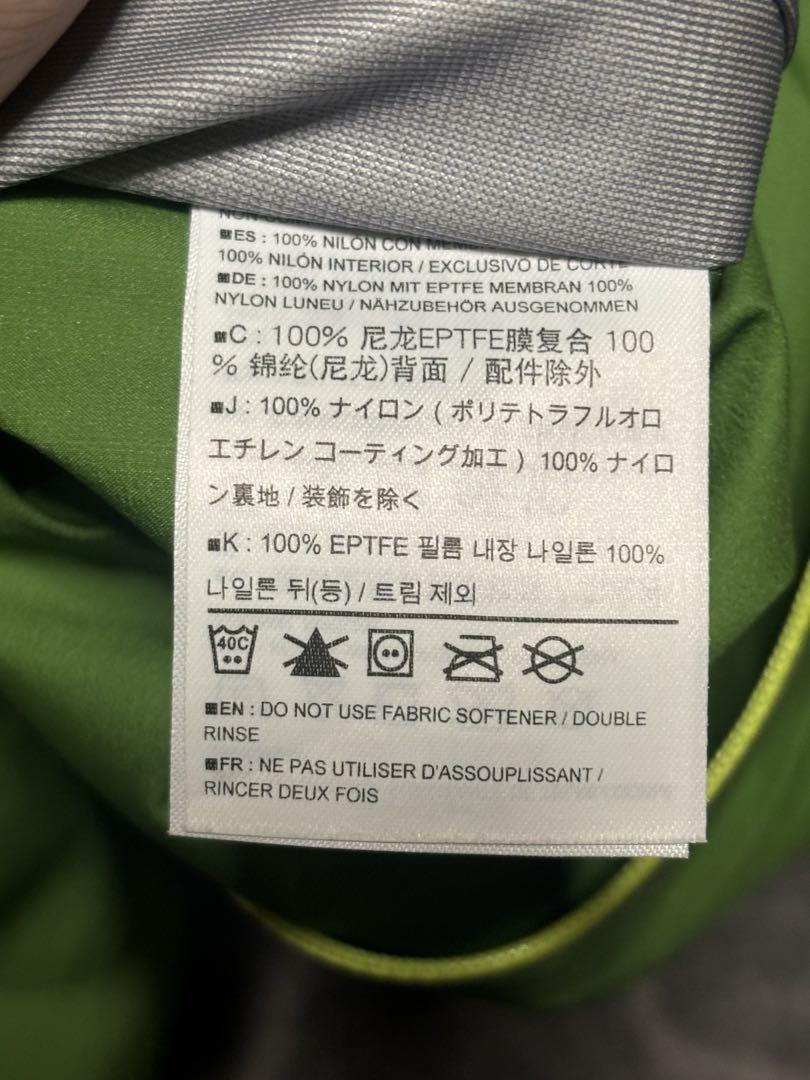 ES : 100% NILÓN CON
100% NILÓN INTERIOR / EXCLUSIVO DE
DE : 100% NYLON MIT EPTFE MEMBRAN 100%
NYLON LUNEU / NÄHZUBEHÖR AUSGENOMMEN
C : 100% 尼龙EPTFE膜复合 100
% 锦纶(尼龙)背面 / 配件除外
J : 100% ナイロン ( ポリテトラフルオロ
エチレン コーティング加工 ) 100% ナイロ
ン裏地 / 装飾を除く
K : 100% EPTFE 필름 내장 나일론 100%
나일론 뒤(등) / 트림 제외
40C
EN : DO NOT USE FABRIC SOFTENER / DOUBLE
RINSE
FR : NE PAS UTILISER D'ASSOUPLISSANT /
RINCER DEUX FOIS